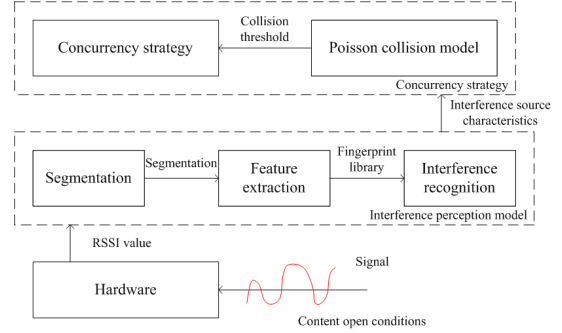 Collision
threshold
Concurrency strategy
Poisson collision model
Concurrency strategy
Interference source
characteristics
Segmentation
Segmentation
Feature
extraction
Fingerprint
library
Interference
recognition
Interference perception model
RSSI value
Hardware
Signal
Content open conditions